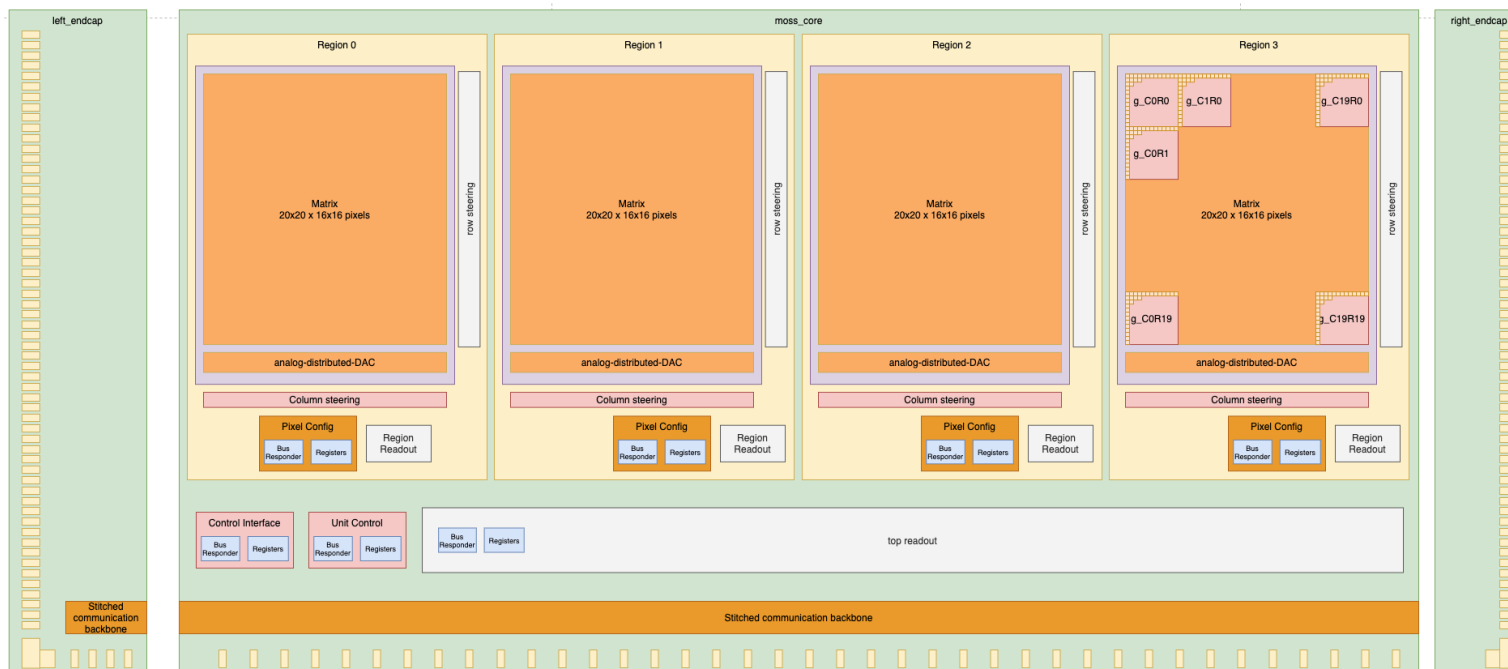 left_endcap
moss_core
right_endcap
Region 0
Region 1
Region 2
Region 3
g_C0R0
g_C1R0
g_C19R0
g_C0R1
Matrix
20x20 x 16x16 pixels
row steering
Matrix
20x20 x 16x16 pixels
row steering
Matrix
20x20 x 16x16 pixels
row steering
Matrix
20x20 x 16x16 pixels
row steering
g_C0R19
g_C19R19
analog-distributed-DAC
analog-distributed-DAC
analog-distributed-DAC
analog-distributed-DAC
Column steering
Column steering
Column steering
Column steering
Pixel Config
Bus
Responder
Registers
Region
Readout
Pixel Config
Bus
Responder
Registers
Region
Readout
Pixel Config
Bus
Responder
Registers
Region
Readout
Pixel Config
Bus
Responder
Registers
Region
Readout
Control Interface
Bus
Responder
Registers
Unit Control
Bus
Responder
Registers
Bus
Responder
Registers
top readout
Stitched
communication
backbone
Stitched communication backbone